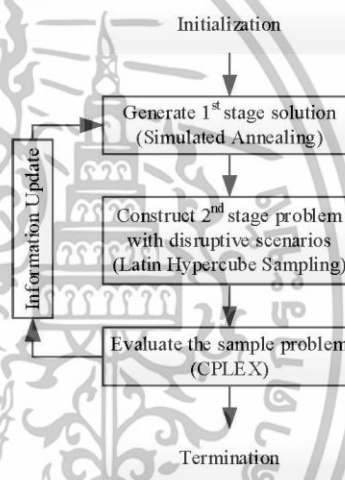 Initialization
Generate 1st stage solution
(Simulated Annealing)
Information Update
Construct 2nd stage problem
with disruptive scenarios
(Latin Hypercube Sampling)
Evaluate the sample problem
(CPLEX)
Termination